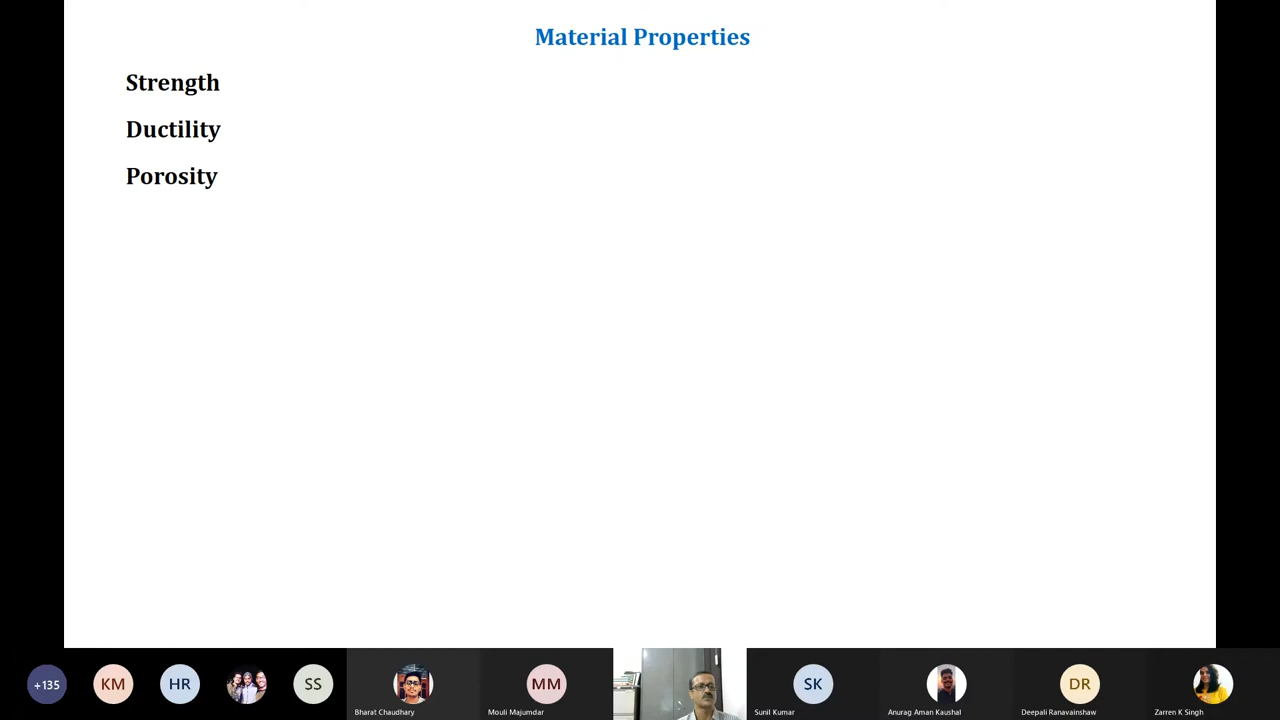 Material Properties
Strength
Ductility
Porosity
+135
KM
HR
SS
Bharat Chaudhary
MM
Mouli Majumdar
SK
Sunil Kumar
Anurag Aman Kaushal
DR
Deepali Ranavainshaw
Zarren K Singh